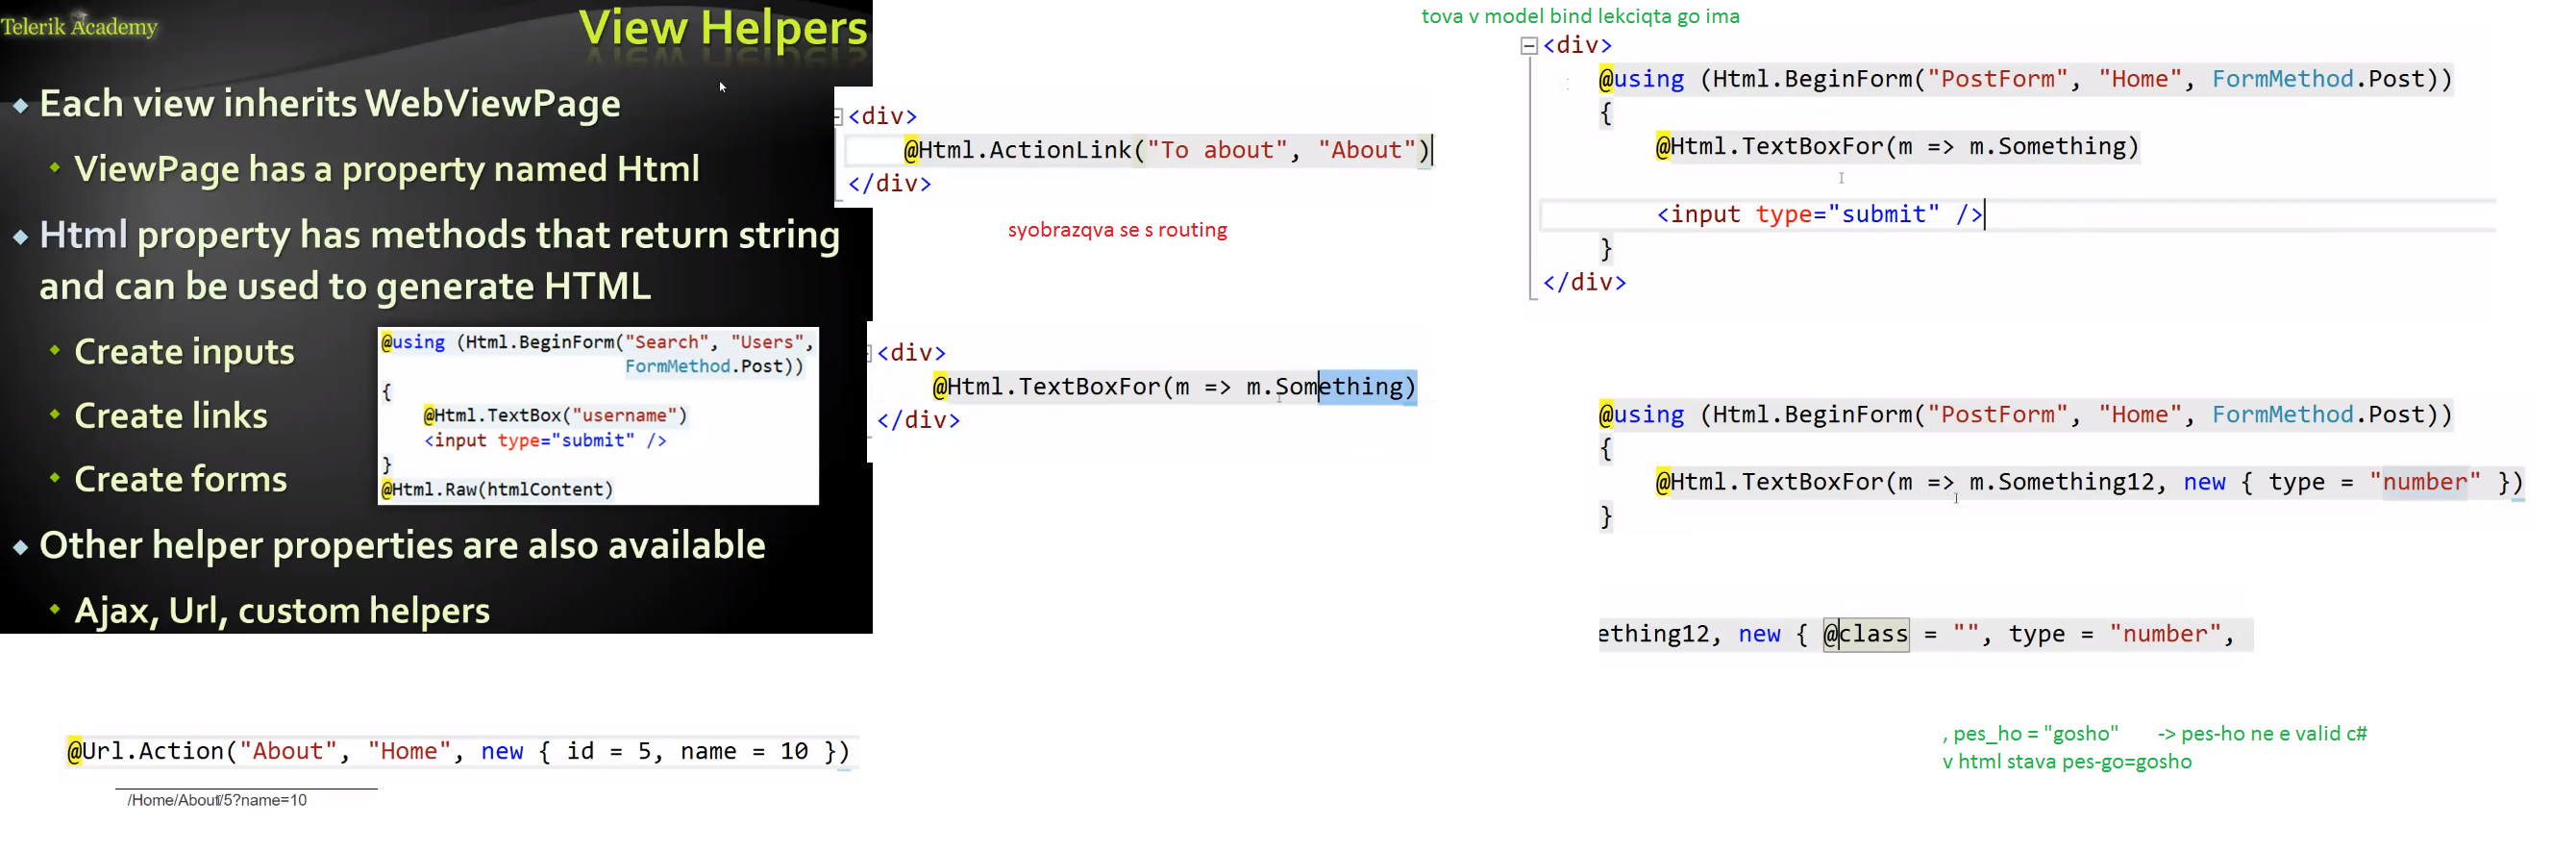 Telerik Academy
View Helpers
Each view inherits WebViewPage
ViewPage has a property named Html
Html property has methods that return string
and can be used to generate HTML
Create inputs
Create links
Create forms
@using (Html.BeginForm("Search", "Users",
FormMethod.Post))
{
@Html.TextBox("username")
<input type="submit" />
}
@Html.Raw(htmlContent)
Other helper properties are also available
Ajax, Url, custom helpers
@Url.Action("About", "Home", new { id = 5, name = 10 })
/Home/About/5?name=10
<div>
@Html.ActionLink("To about", "About")
</div>
syobrazqva se s routing
<div>
@Html.TextBoxFor(m => m.Something)
</div>
tova v model bind lekciqta go ima
<div>
@using (Html.BeginForm("PostForm", "Home", FormMethod.Post))
{
@Html.TextBoxFor(m => m.Something)
<input type="submit" />
}
</div>
@using (Html.BeginForm("PostForm", "Home", FormMethod.Post))
{
@Html.TextBoxFor(m => m.Something12, new { type = "number" })
}
ething12, new { @class = "", type = "number",
, pes_ho = "gosho" -> pes-ho ne e valid c#
v html stava pes-go=gosho